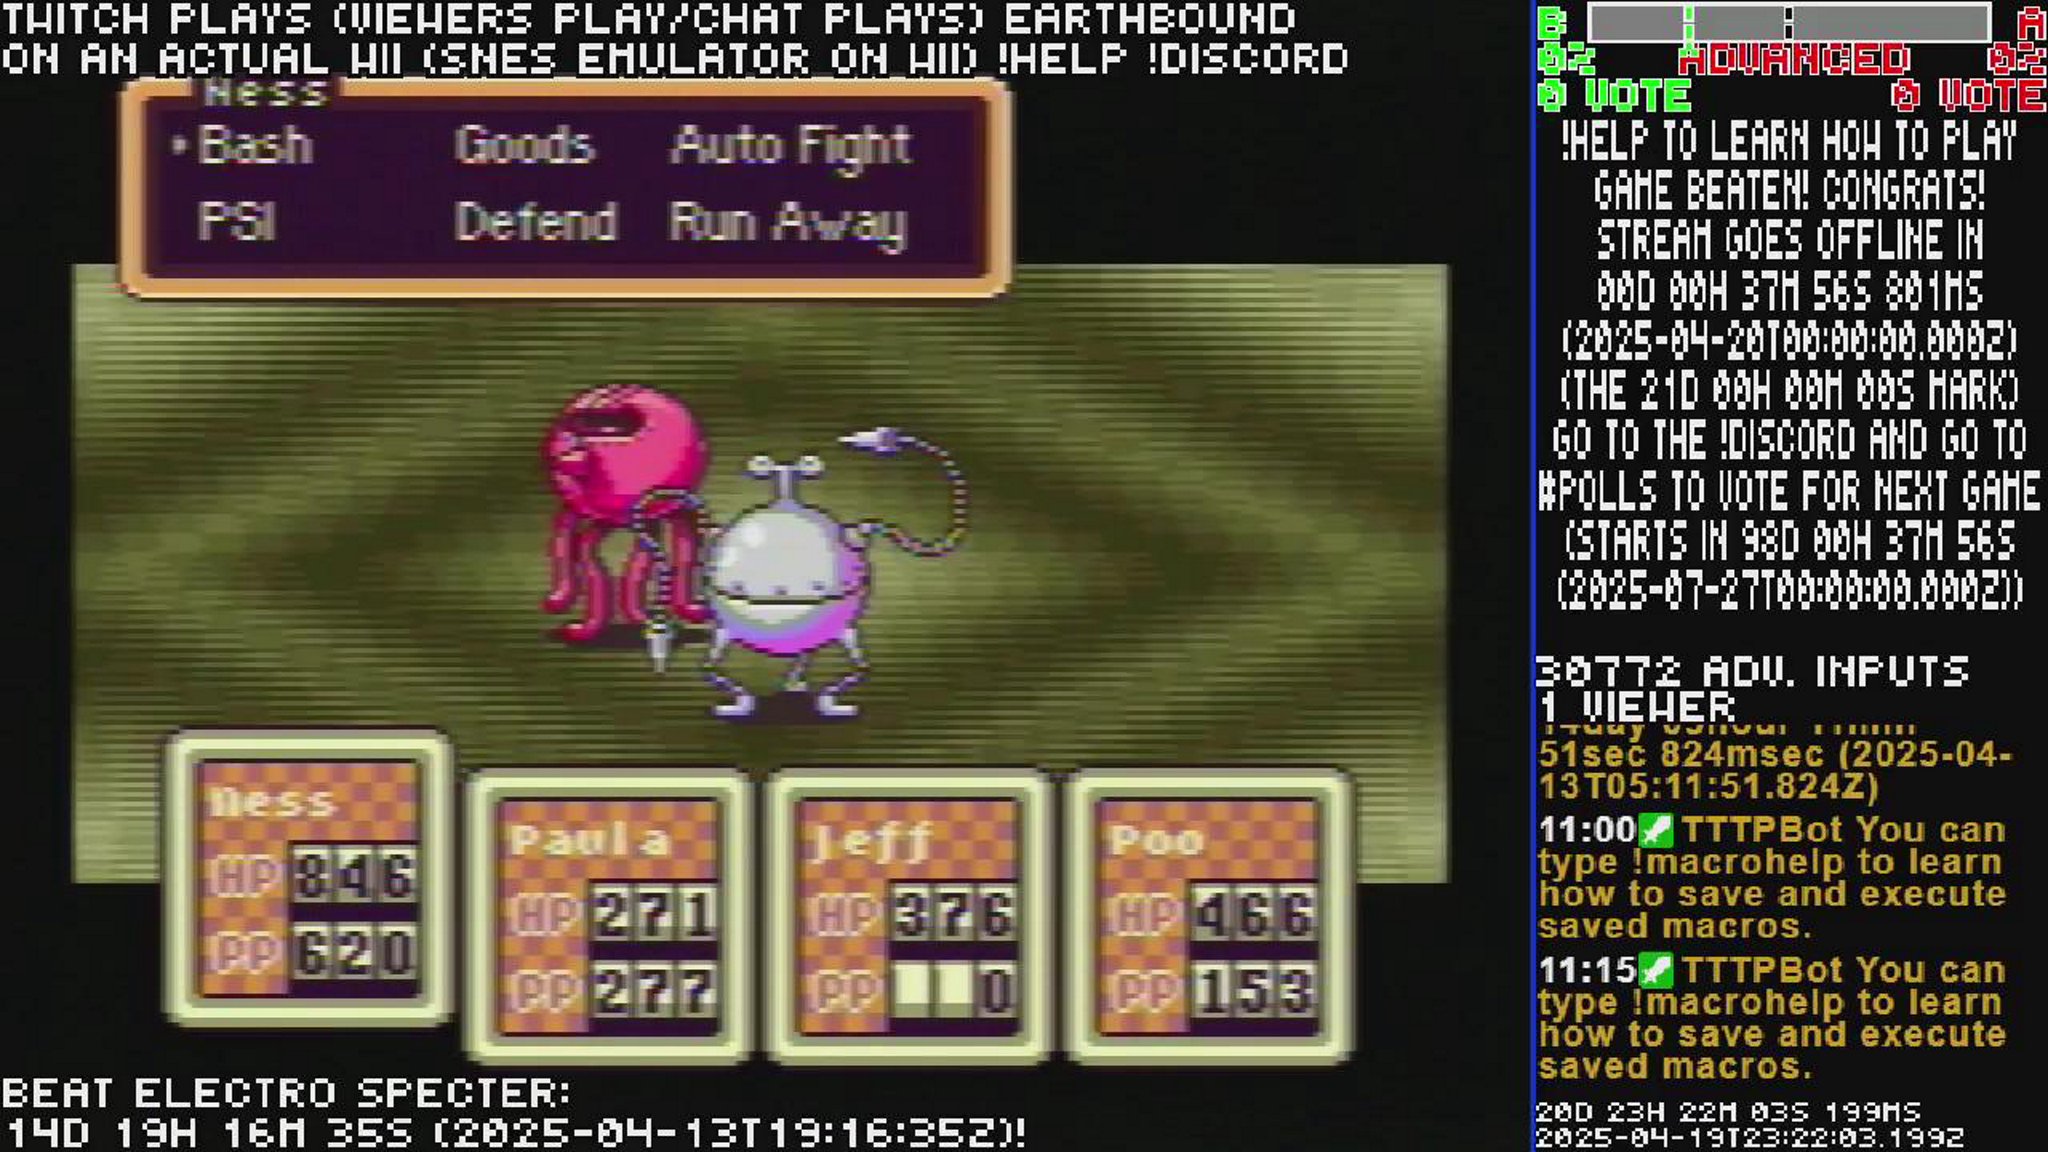 TWITCH PLAYS (VIEWERS PLAY/CHAT PLAYS) EARTHBOUND
ON AN ACTUAL WII (SNES EMULATOR ON WII) !HELP !DISCORD
Ness
Bash Goods Auto Fight
PSI Defend Run Away
Ness
HP 846
PP 620
Paula
HP 271
PP 277
Jeff
HP 376
PP 0
Poo
HP 466
PP 153
BEAT ELECTRO SPECTER:
14D 19H 16M 35S (2025-04-13T19:16:35Z)!
B A
0% ADVANCED 0%
0 VOTE 0 VOTE
!HELP TO LEARN HOW TO PLAY
GAME BEATEN! CONGRATS!
STREAM GOES OFFLINE IN
00D 00H 37M 56S 801MS
(2025-04-20T00:00:00.000Z)
(THE 21D 00H 00M 00S MARK)
GO TO THE !DISCORD AND GO TO
#POLLS TO VOTE FOR NEXT GAME
(STARTS IN 98D 00H 37M 56S
(2025-07-27T00:00:00.000Z))
30772 ADV. INPUTS
1 VIEWER
51sec 824msec (2025-04-
13T05:11:51.824Z)
11:00 TTTPBot You can
type !macrohelp to learn
how to save and execute
saved macros.
11:15 TTTPBot You can
type !macrohelp to learn
how to save and execute
saved macros.
20D 23H 22M 03S 199MS
2025-04-19T23:22:03.199Z